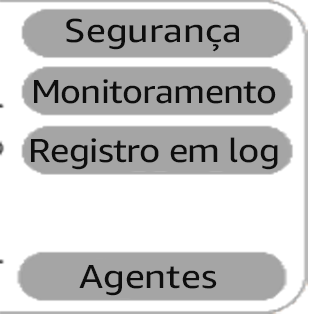 Segurança
Monitoramento
Registro em log
Agentes